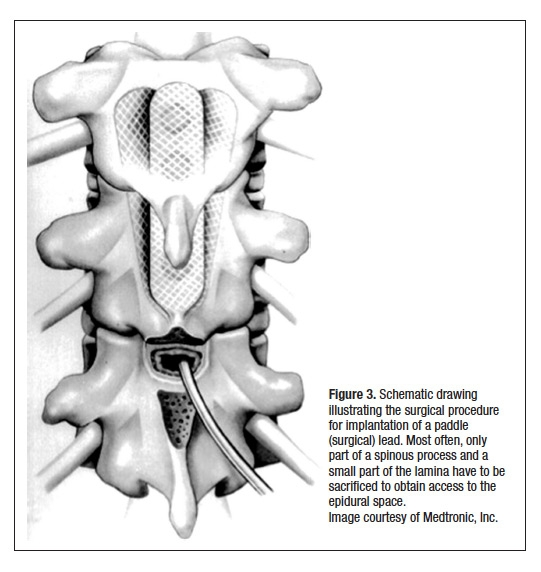 Figure 3. Schematic drawing
illustrating the surgical procedure
for implantation of a paddle
(surgical) lead. Most often, only
part of a spinous process and a
small part of the lamina have to be
sacrificed to obtain access to the
epidural space.
Image courtesy of Medtronic, Inc.